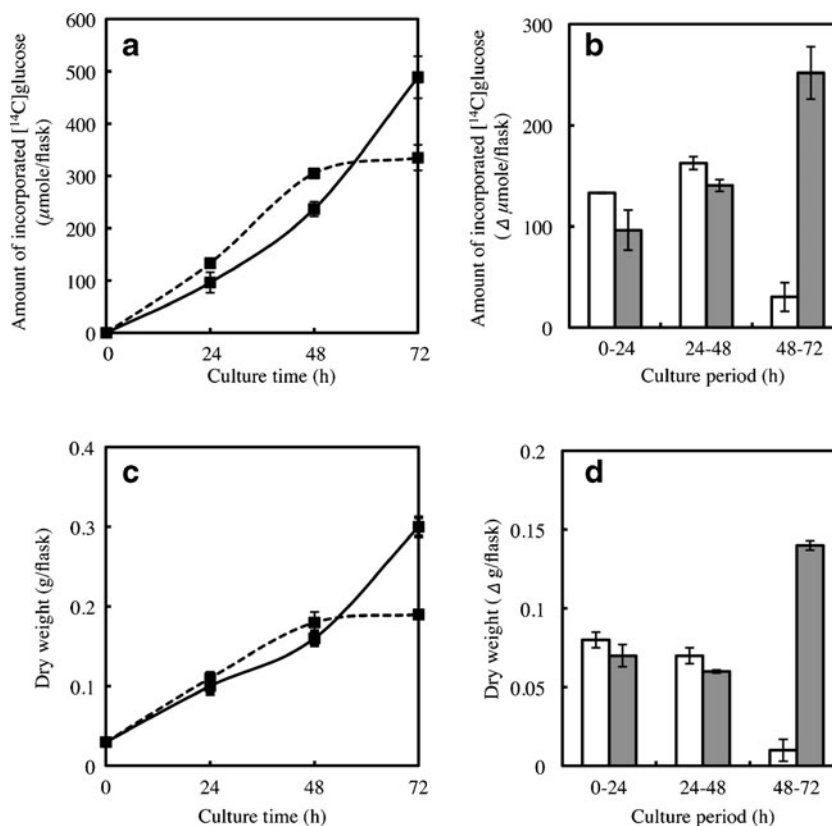 a
600
500
400
300
200
100
0
0
24
48
72
Culture time (h)
Amount of incorporated [¹⁴C]glucose
(μmole/flask)
b
300
200
100
0
0-24
24-48
48-72
Culture period (h)
Amount of incorporated [¹⁴C]glucose
(Δ μmole/flask)
c
0.4
0.3
0.2
0.1
0
0
24
48
72
Culture time (h)
Dry weight (g/flask)
d
0.2
0.15
0.1
0.05
0
0-24
24-48
48-72
Culture period (h)
Dry weight (Δ g/flask)